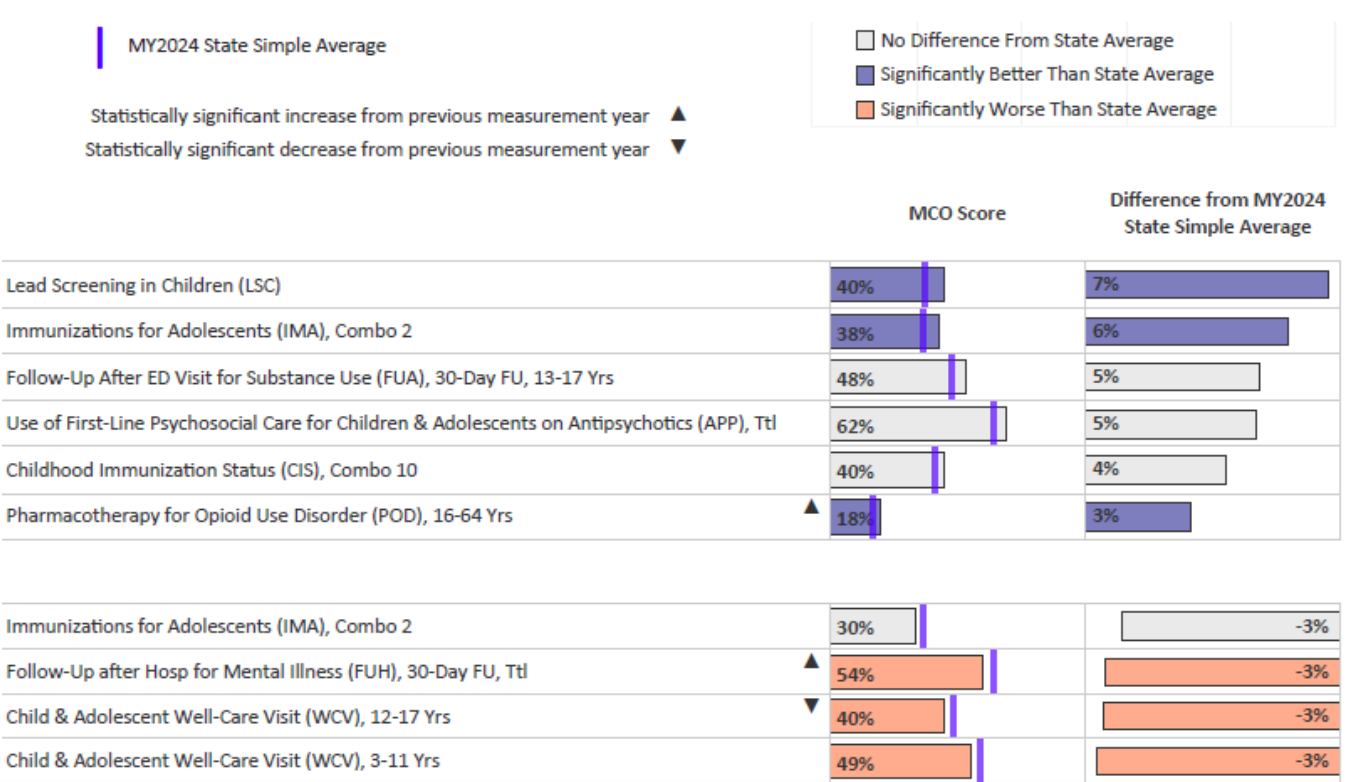 MY2024 State Simple Average
Statistically significant increase from previous measurement year ▲
Statistically significant decrease from previous measurement year ▼
No Difference From State Average
Significantly Better Than State Average
Significantly Worse Than State Average
MCO Score
Difference from MY2024
State Simple Average
Lead Screening in Children (LSC) 40% 7%
Immunizations for Adolescents (IMA), Combo 2 38% 6%
Follow-Up After ED Visit for Substance Use (FUA), 30-Day FU, 13-17 Yrs 48% 5%
Use of First-Line Psychosocial Care for Children & Adolescents on Antipsychotics (APP), Ttl 62% 5%
Childhood Immunization Status (CIS), Combo 10 40% 4%
Pharmacotherapy for Opioid Use Disorder (POD), 16-64 Yrs ▲ 18% 3%
Immunizations for Adolescents (IMA), Combo 2 30% -3%
Follow-Up after Hosp for Mental Illness (FUH), 30-Day FU, Ttl ▲ 54% -3%
Child & Adolescent Well-Care Visit (WCV), 12-17 Yrs ▼ 40% -3%
Child & Adolescent Well-Care Visit (WCV), 3-11 Yrs 49% -3%